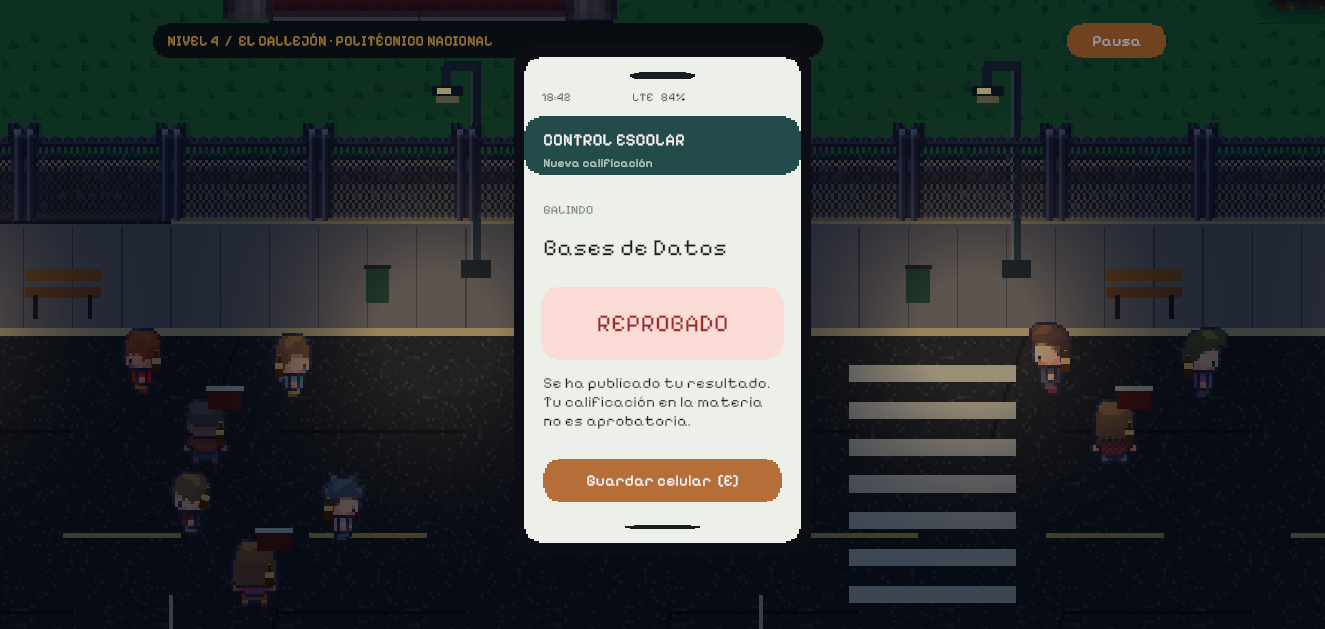 NIVEL 4 / EL CALLEJÓN · POLITÉCNICO NACIONAL
Pausa
18:42 LTE 84%
CONTROL ESCOLAR
Nueva calificación
GALINDO
Bases de Datos
REPROBADO
Se ha publicado tu resultado.
Tu calificación en la materia
no es aprobatoria.
Guardar celular (E)